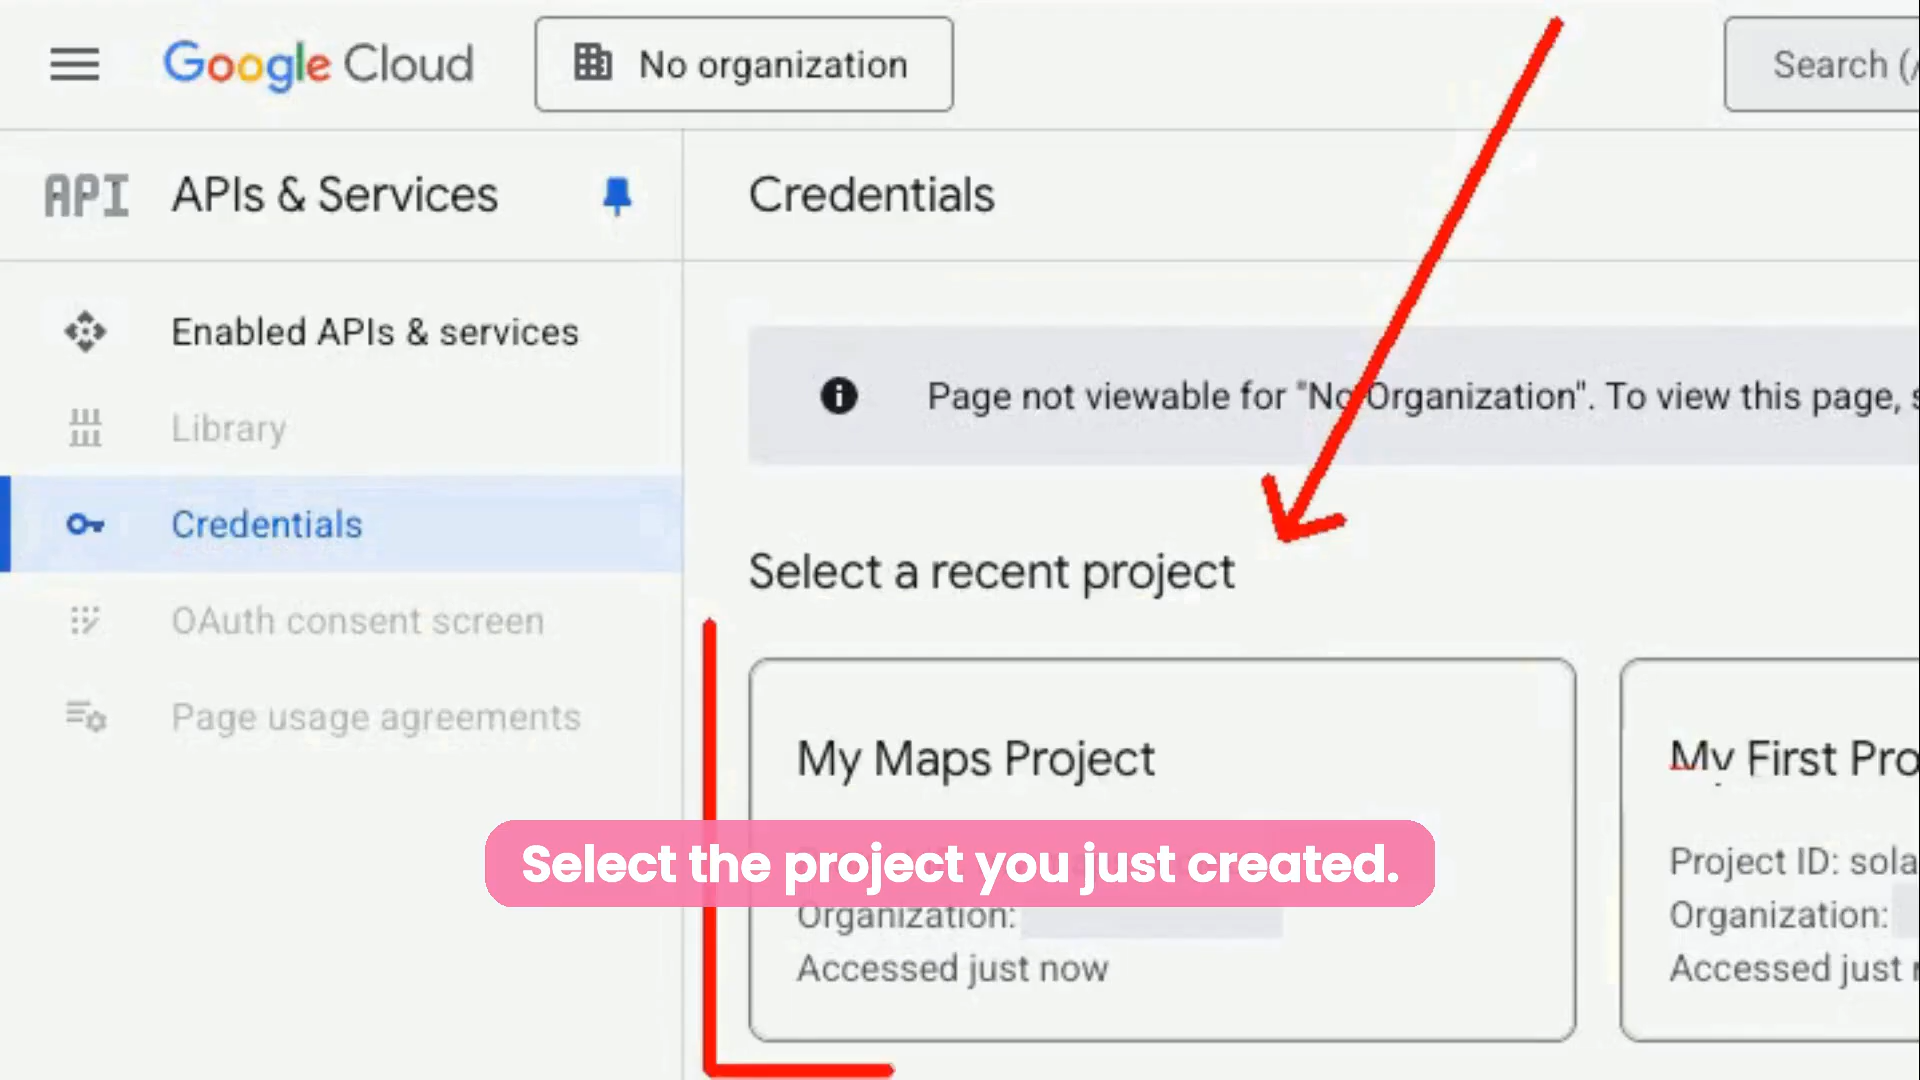 Google Cloud
No organization
Search (/
API
APIs & Services
Credentials
Enabled APIs & services
Library
Credentials
OAuth consent screen
Page usage agreements
Page not viewable for "No Organization". To view this page, s
Select a recent project
My Maps Project
Select the project you just created.
Organization:
Accessed just now
My First Pro
Project ID: sola
Organization:
Accessed just